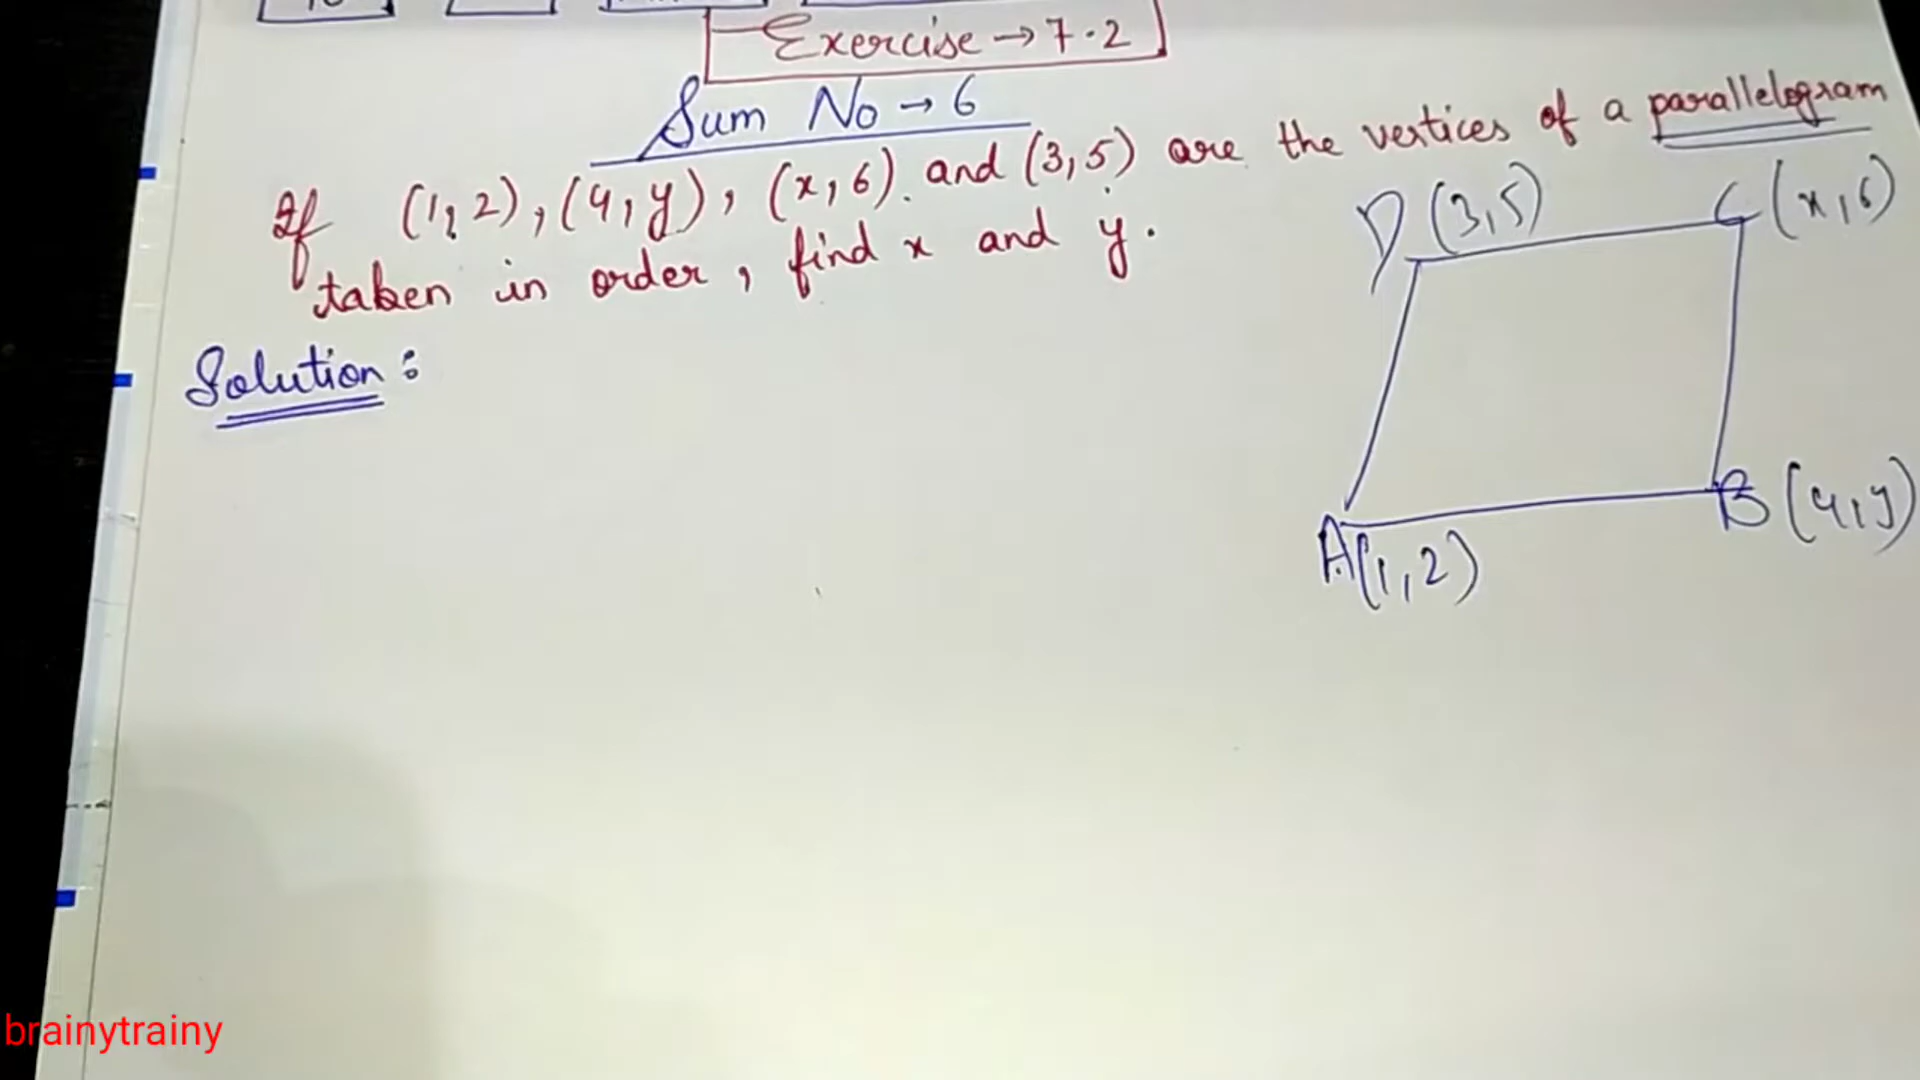 Exercise → 7.2
Sum No → 6
If (1,2), (4,y), (x,6) and (3,5) are the vertices of a parallelogram
taken in order, find x and y.
D (3,5)
C (x,6)
Solution :
B (4,y)
A(1,2)
brainytrainy